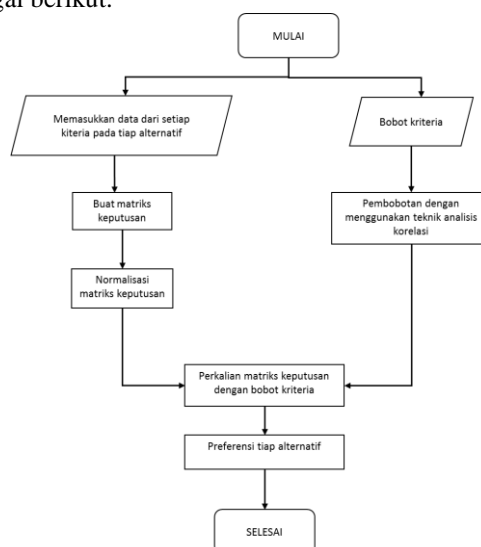 berikut:
MULAI
Memasukkan data dari setiap
kiteria pada tiap alternatif
Bobot kriteria
Buat matriks
keputusan
Pembobotan dengan
menggunakan teknik analisis
korelasi
Normalisasi
matriks keputusan
Perkalian matriks keputusan
dengan bobot kriteria
Preferensi tiap alternatif
SELESAI